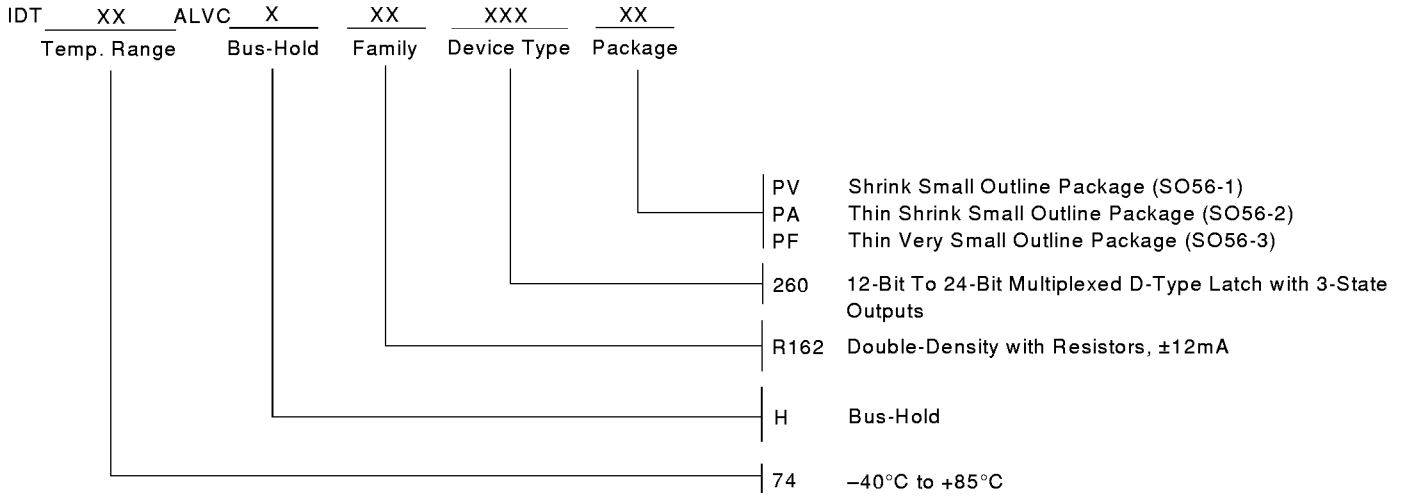 IDT XX ALVC X XX XXX XX
Temp. Range Bus-Hold Family Device Type Package
PV Shrink Small Outline Package (SO56-1)
PA Thin Shrink Small Outline Package (SO56-2)
PF Thin Very Small Outline Package (SO56-3)
260 12-Bit To 24-Bit Multiplexed D-Type Latch with 3-State
Outputs
R162 Double-Density with Resistors, ±12mA
H Bus-Hold
74 –40°C to +85°C